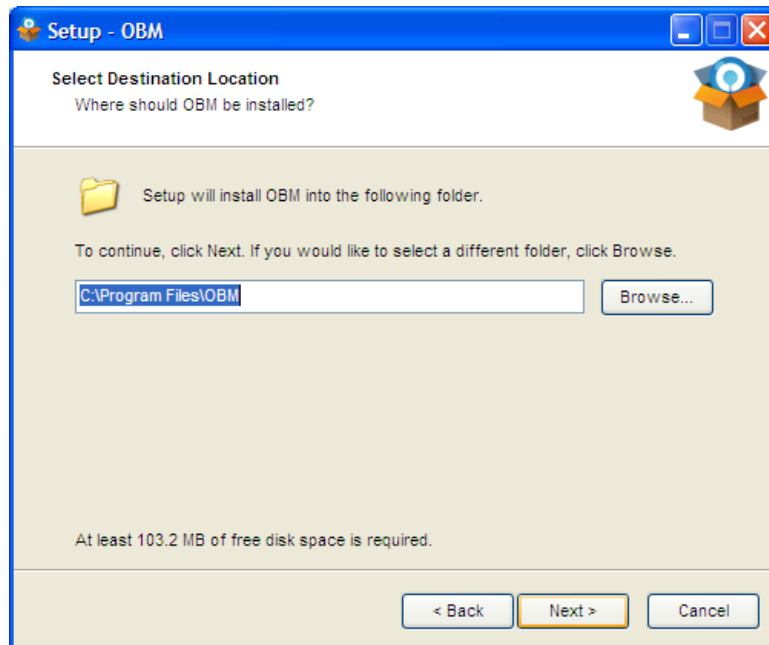 Setup - OBM
Select Destination Location
Where should OBM be installed?
Setup will install OBM into the following folder.
To continue, click Next. If you would like to select a different folder, click Browse.
C:\Program Files\OBM
Browse...
At least 103.2 MB of free disk space is required.
< Back
Next >
Cancel